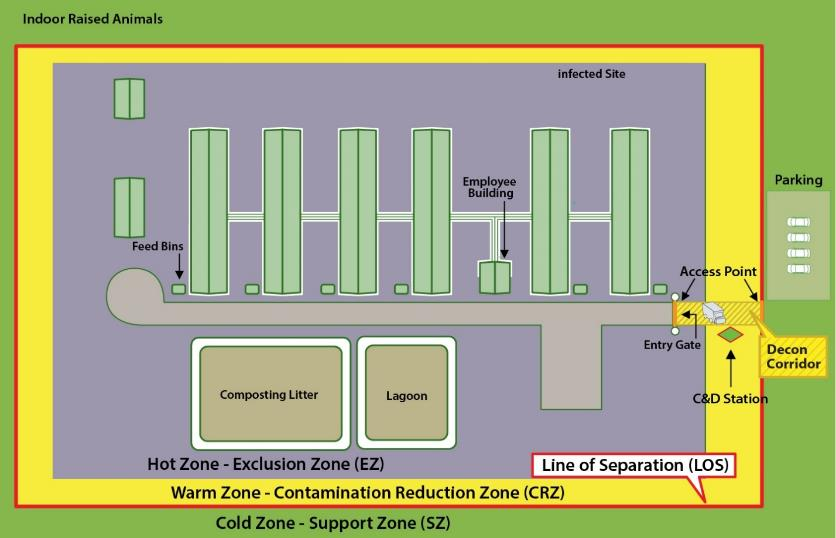 Indoor Raised Animals
infected Site
Parking
Employee
Building
Feed Bins
Access Point
Entry Gate
Decon
Corridor
C&D Station
Composting Litter
Lagoon
Hot Zone - Exclusion Zone (EZ)
Line of Separation (LOS)
Warm Zone - Contamination Reduction Zone (CRZ)
Cold Zone - Support Zone (SZ)